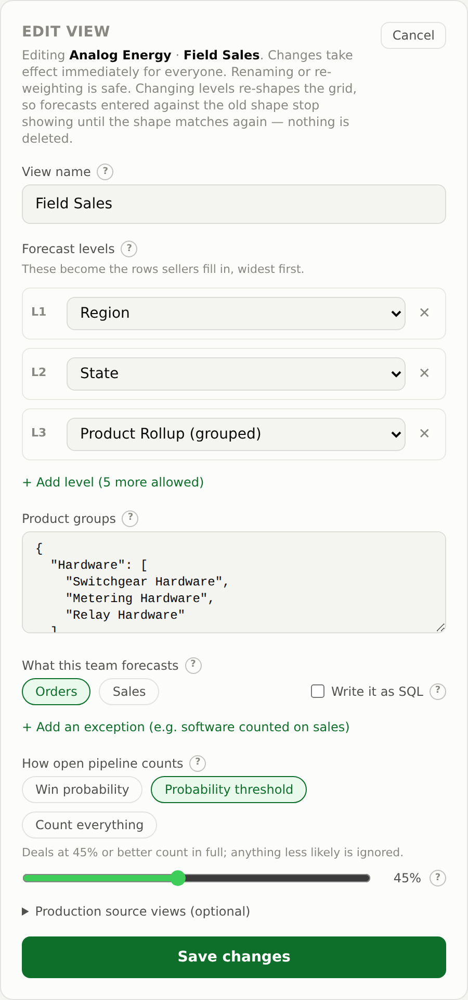 EDIT VIEW
Cancel
Editing Analog Energy · Field Sales. Changes take
effect immediately for everyone. Renaming or re-
weighting is safe. Changing levels re-shapes the grid,
so forecasts entered against the old shape stop
showing until the shape matches again — nothing is
deleted.
View name ?
Field Sales
Forecast levels ?
These become the rows sellers fill in, widest first.
L1 Region ✕
L2 State ✕
L3 Product Rollup (grouped) ✕
+ Add level (5 more allowed)
Product groups ?
{
"Hardware": [
"Switchgear Hardware",
"Metering Hardware",
"Relay Hardware"
]
What this team forecasts ?
Orders Sales Write it as SQL ?
+ Add an exception (e.g. software counted on sales)
How open pipeline counts ?
Win probability Probability threshold
Count everything
Deals at 45% or better count in full; anything less likely is ignored.
45% ?
Production source views (optional)
Save changes